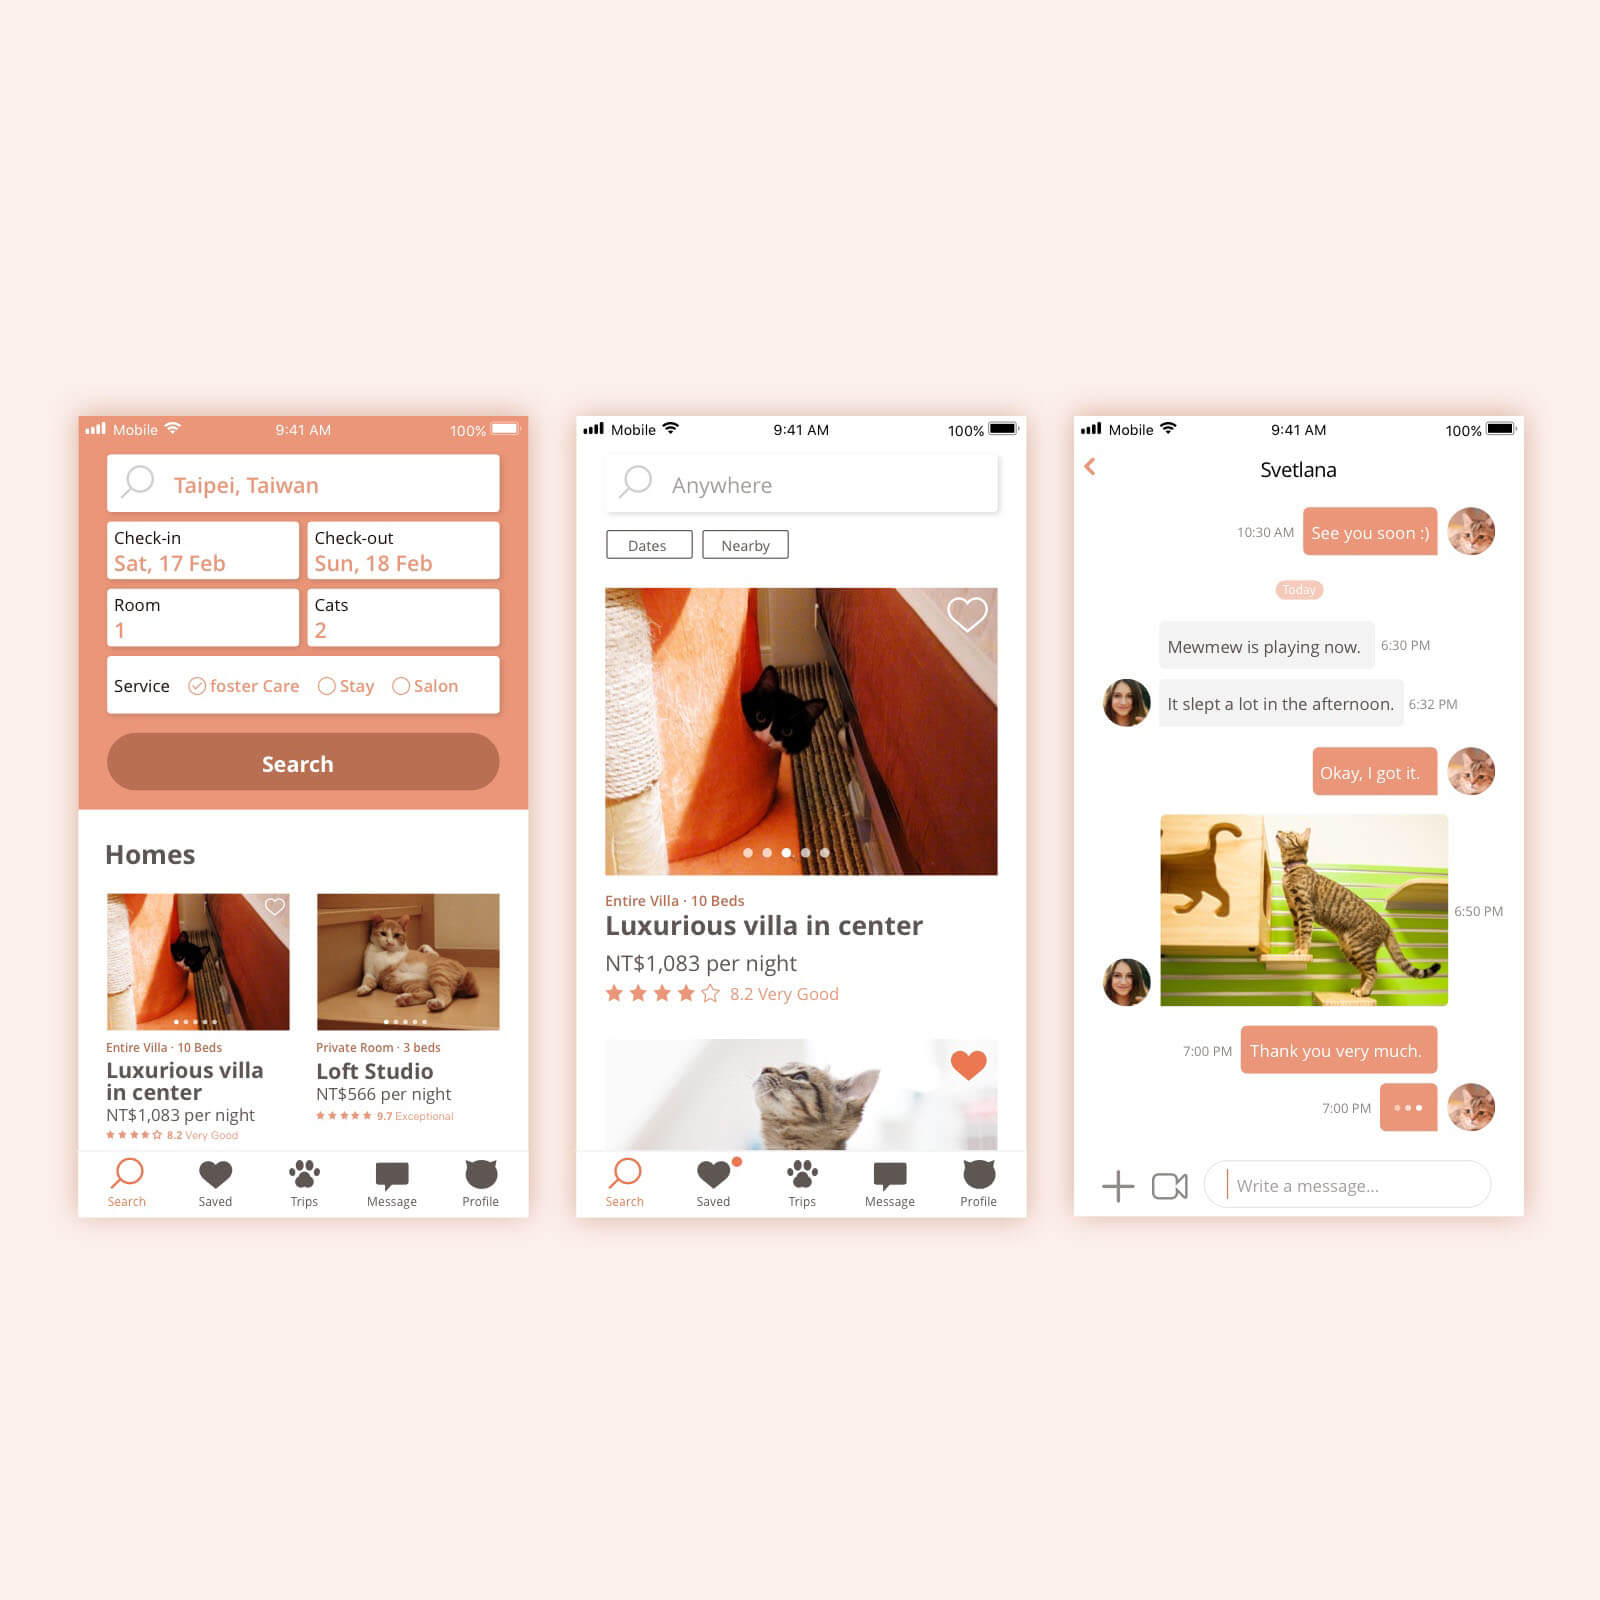 Mobile 9:41 AM 100%
Taipei, Taiwan
Check-in
Sat, 17 Feb
Check-out
Sun, 18 Feb
Room
1
Cats
2
Service foster Care Stay Salon
Search
Homes
Entire Villa · 10 Beds
Luxurious villa
in center
NT$1,083 per night
8.2 Very Good
Private Room · 3 beds
Loft Studio
NT$566 per night
9.7 Exceptional
Search Saved Trips Message Profile
Mobile 9:41 AM 100%
Anywhere
Dates Nearby
Entire Villa · 10 Beds
Luxurious villa in center
NT$1,083 per night
8.2 Very Good
Search Saved Trips Message Profile
Mobile 9:41 AM 100%
Svetlana
10:30 AM See you soon :)
Today
Mewmew is playing now. 6:30 PM
It slept a lot in the afternoon. 6:32 PM
Okay, I got it.
6:50 PM
7:00 PM Thank you very much.
7:00 PM
Write a message...